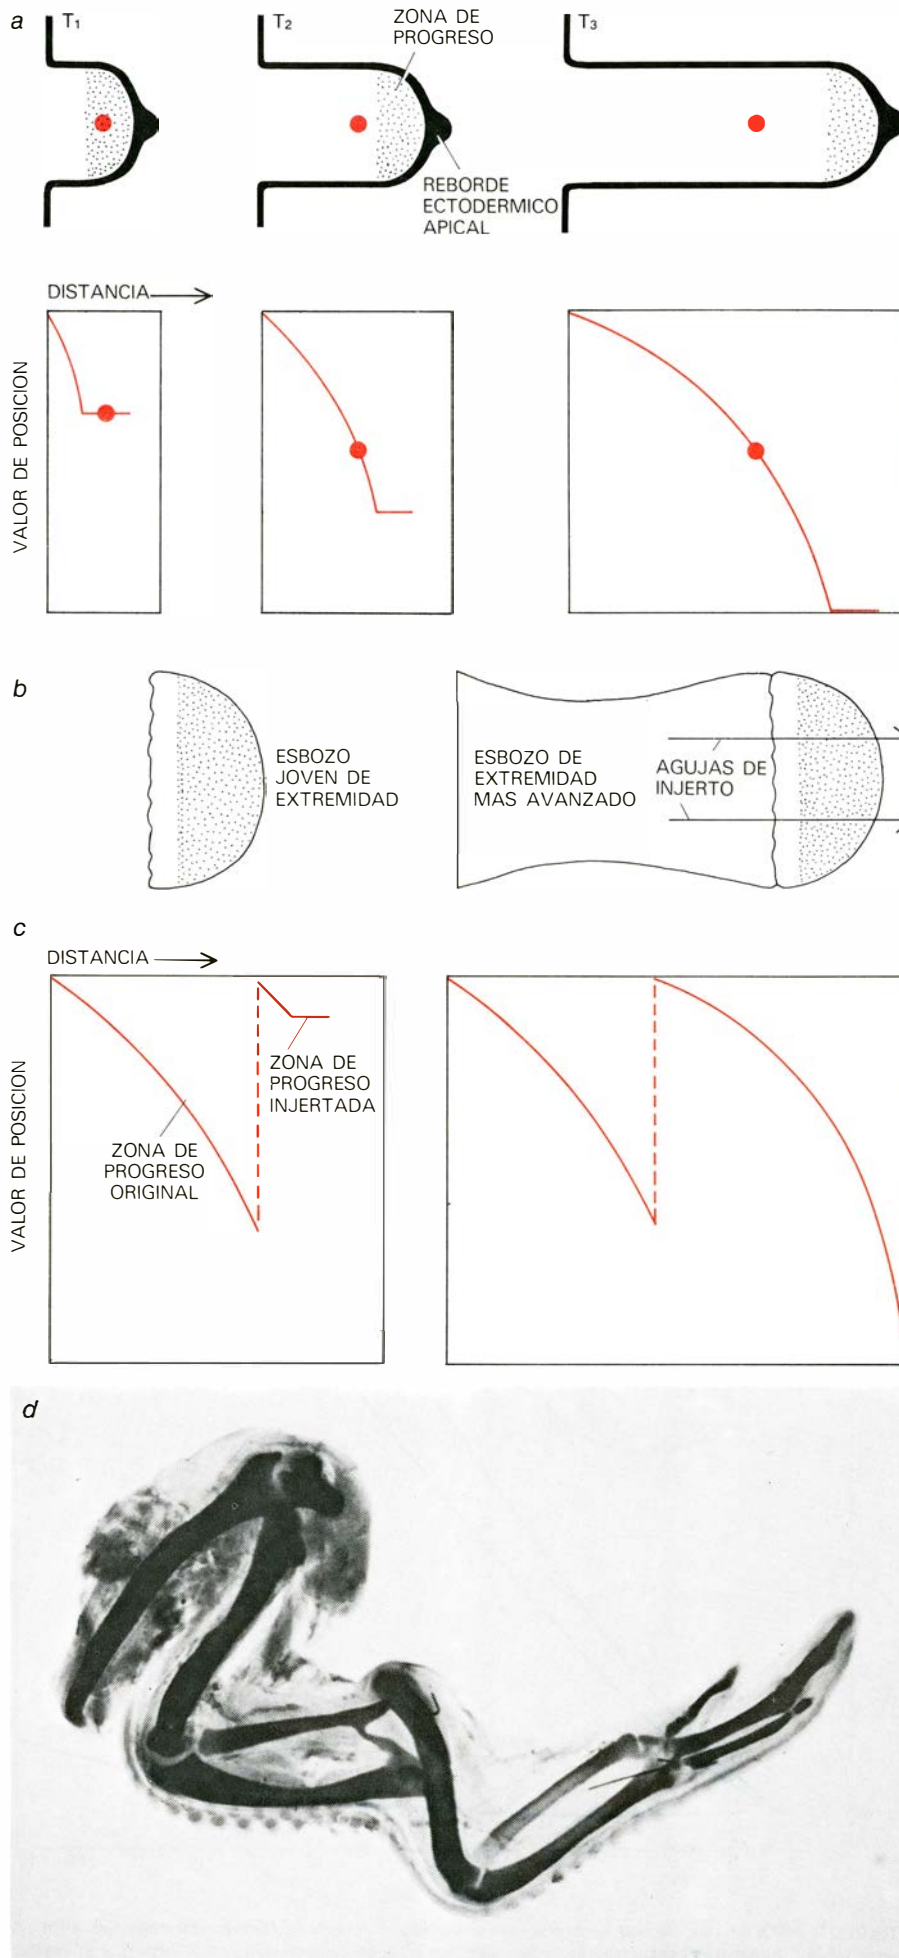 a
T1
T2
ZONA DE
PROGRESO
T3
REBORDE
ECTODERMICO
APICAL
DISTANCIA
VALOR DE POSICION
b
ESBOZO
JOVEN DE
EXTREMIDAD
ESBOZO DE
EXTREMIDAD
MAS AVANZADO
AGUJAS DE
INJERTO
c
DISTANCIA
VALOR DE POSICION
ZONA DE
PROGRESO
INJERTADA
ZONA DE
PROGRESO
ORIGINAL
d